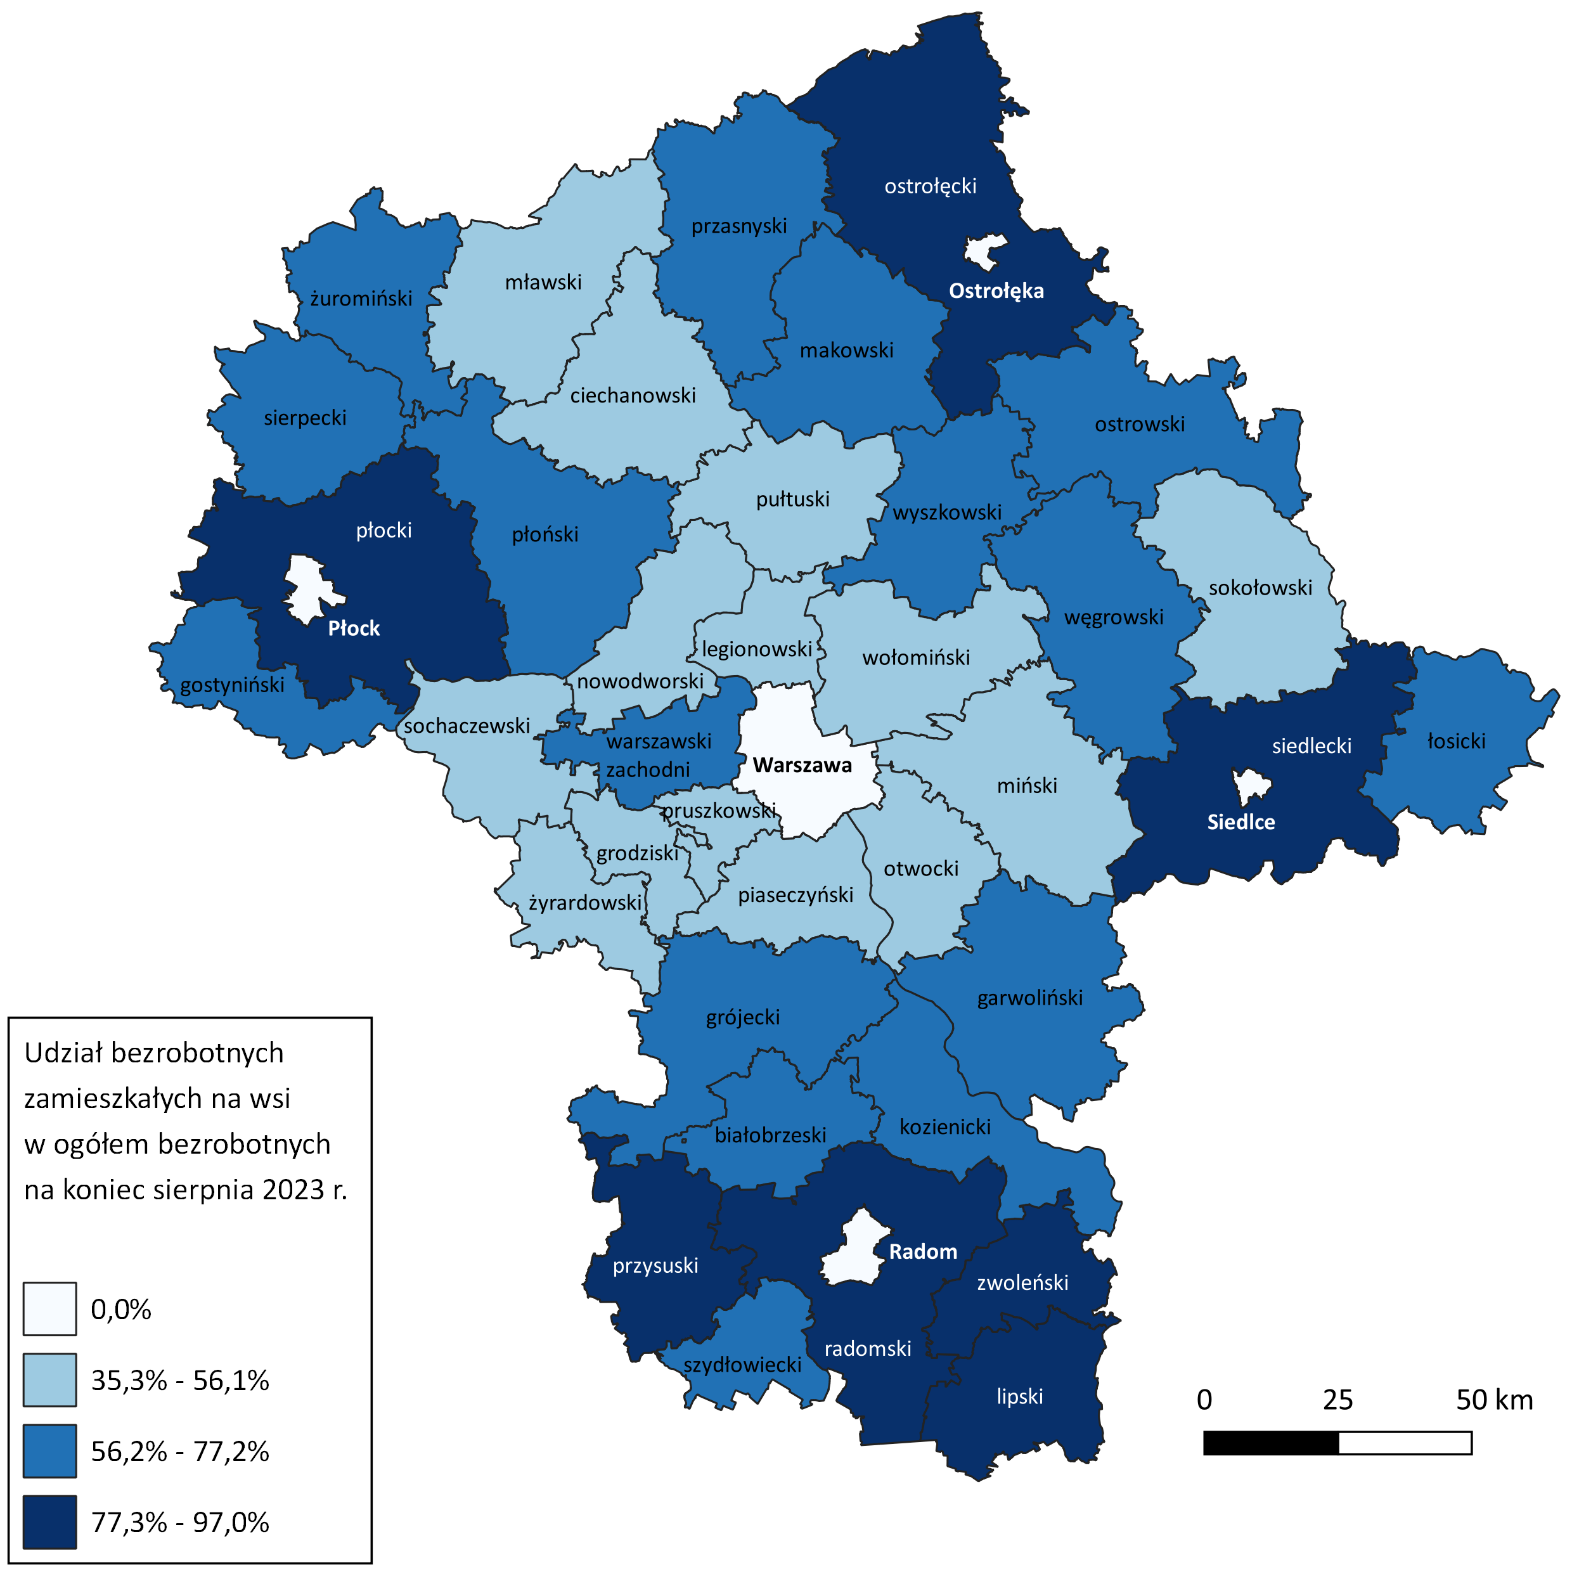 ostrołęcki
przasnyski
mławski
Ostrołęka
żuromiński
makowski
ciechanowski
sierpecki
ostrowski
pułtuski
wyszkowski
płocki
płoński
sokołowski
węgrowski
Płock
legionowski
wołomiński
gostyniński
nowodworski
sochaczewski
warszawski
zachodni
siedlecki
łosicki
Warszawa
miński
pruszkowski
Siedlce
grodziski
otwocki
piaseczyński
żyrardowski
garwoliński
grójecki
kozienicki
białobrzeski
Radom
przysuski
zwoleński
radomski
szydłowiecki
lipski
Udział bezrobotnych
zamieszkałych na wsi
w ogółem bezrobotnych
na koniec sierpnia 2023 r.
0,0%
35,3% - 56,1%
56,2% - 77,2%
77,3% - 97,0%
0 25 50 km